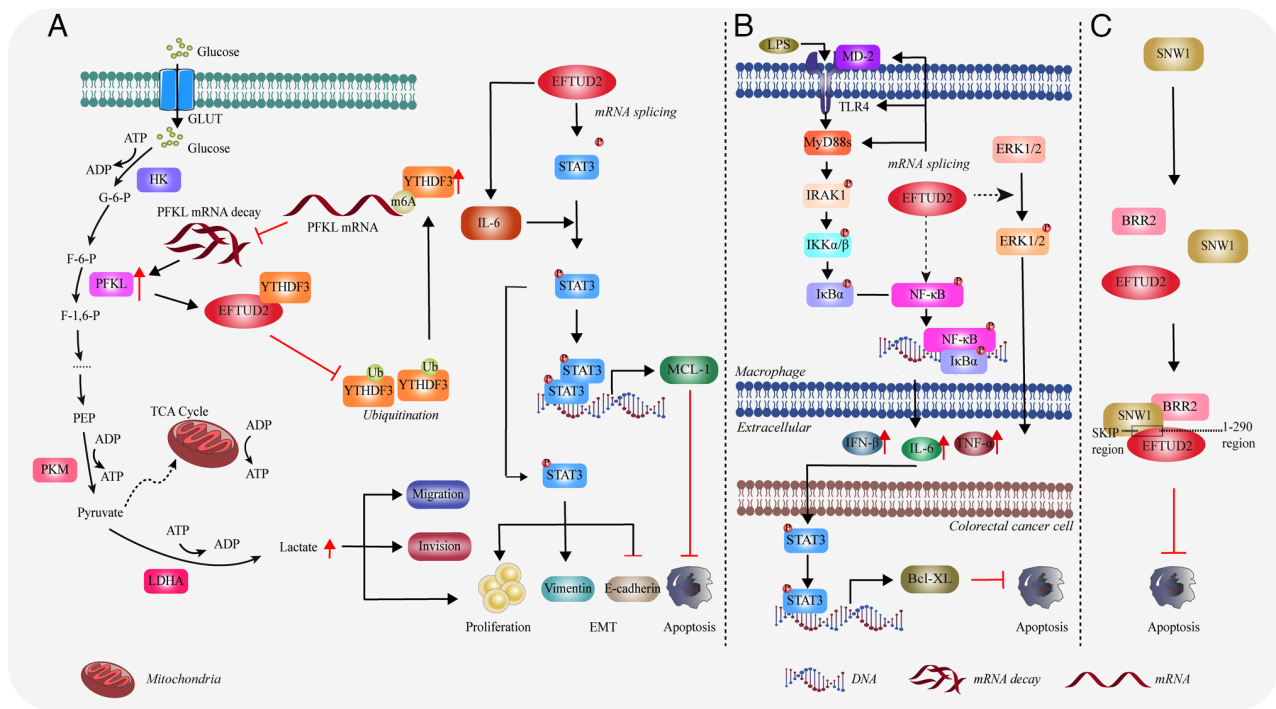 A
Glucose
GLUT
Glucose
ATP
ADP
HK
G-6-P
F-6-P
PFKL
F-1,6-P
......
PEP
ADP
ATP
PKM
Pyruvate
TCA Cycle
ADP
ATP
ATP
ADP
LDHA
Lactate
PFKL mRNA decay
PFKL mRNA
m6A
YTHDF3
EFTUD2
YTHDF3
Ub
YTHDF3
Ub
YTHDF3
Ubiquitination
Migration
Invision
Proliferation
EFTUD2
mRNA splicing
P
STAT3
IL-6
P
STAT3
P
STAT3
P
STAT3
MCL-1
P
STAT3
Vimentin
E-cadherin
EMT
Apoptosis
Mitochondria
B
LPS
MD-2
TLR4
MyD88s
mRNA splicing
ERK1/2
IRAK1
P
EFTUD2
IKKα/β
P
ERK1/2
P
IκBα
P
NF-κB
P
NF-κB
P
IκBα
P
Macrophage
Extracellular
IFN-β
IL-6
TNF-α
Colorectal cancer cell
P
STAT3
P
STAT3
Bcl-XL
Apoptosis
DNA
mRNA decay
mRNA
C
SNW1
BRR2
SNW1
EFTUD2
SNW1
BRR2
SKIP
region
EFTUD2
1-290
region
Apoptosis